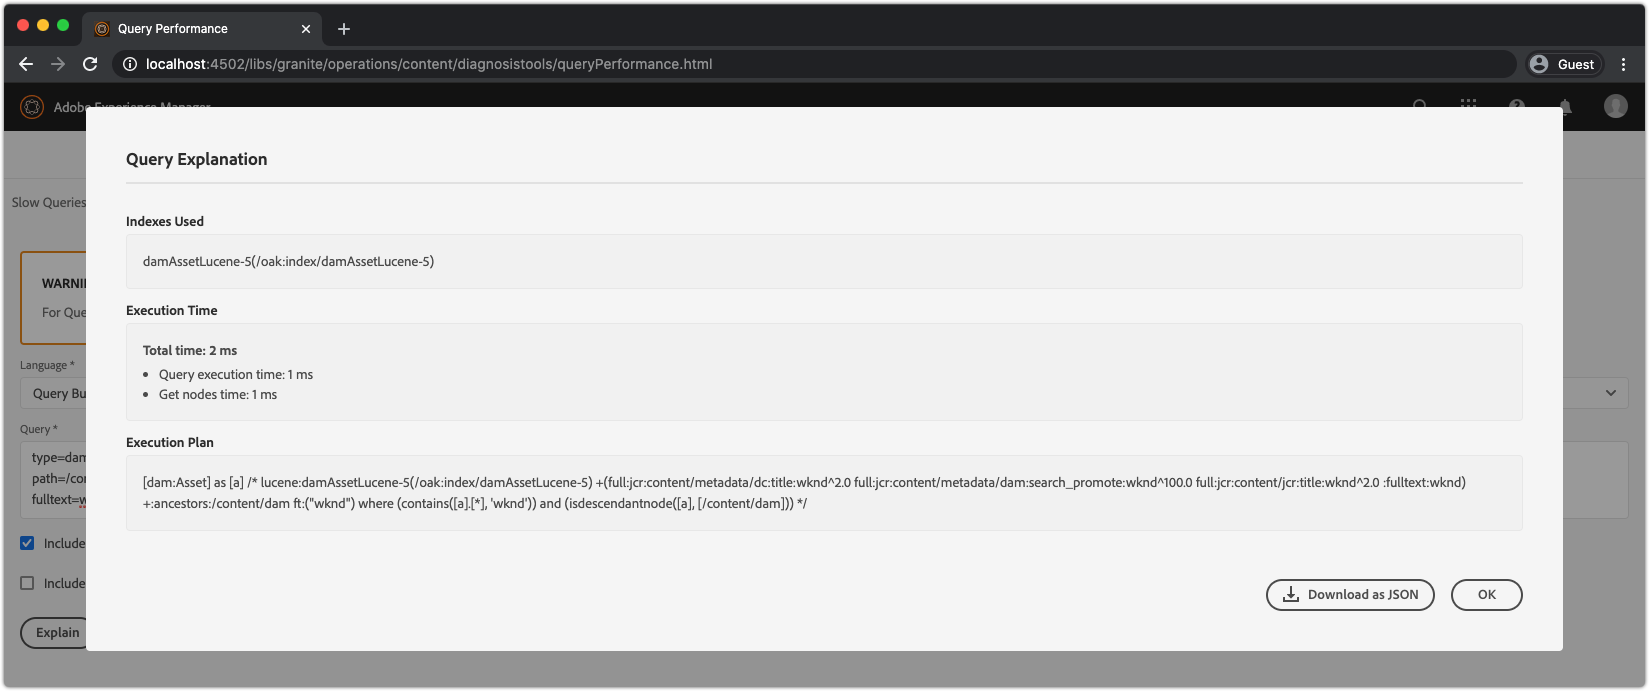 Query Performance
localhost:4502/libs/granite/operations/content/diagnosistools/queryPerformance.html
Guest
Adobe Experience Manager
Query Explanation
Slow Queries
Indexes Used
damAssetLucene-5(/oak:index/damAssetLucene-5)
WARNI
For Que
Execution Time
Total time: 2 ms
• Query execution time: 1 ms
• Get nodes time: 1 ms
Language *
Query Bu
Query *
Execution Plan
type=dam
path=/co
fulltext=w
[dam:Asset] as [a] /* lucene:damAssetLucene-5(/oak:index/damAssetLucene-5) +(full:jcr:content/metadata/dc:title:wknd^2.0 full:jcr:content/metadata/dam:search_promote:wknd^100.0 full:jcr:content/jcr:title:wknd^2.0 :fulltext:wknd)
+:ancestors:/content/dam ft:("wknd") where (contains([a].[*], 'wknd')) and (isdescendantnode([a], [/content/dam])) */
Include
Include
Download as JSON
OK
Explain